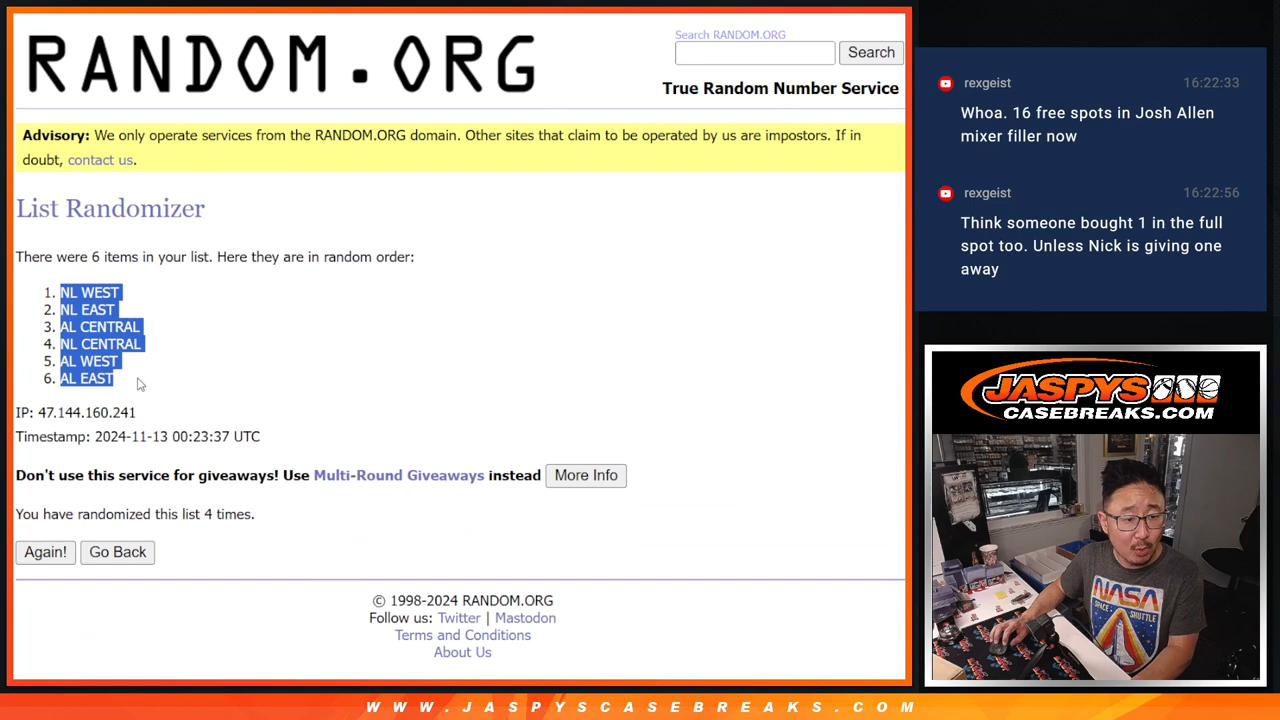 RANDOM.ORG
Search RANDOM.ORG
Search
True Random Number Service
Advisory: We only operate services from the RANDOM.ORG domain. Other sites that claim to be operated by us are impostors. If in
doubt, contact us.
List Randomizer
There were 6 items in your list. Here they are in random order:
1. NL WEST
2. NL EAST
3. AL CENTRAL
4. NL CENTRAL
5. AL WEST
6. AL EAST
IP: 47.144.160.241
Timestamp: 2024-11-13 00:23:37 UTC
Don't use this service for giveaways! Use Multi-Round Giveaways instead More Info
You have randomized this list 4 times.
Again! Go Back
© 1998-2024 RANDOM.ORG
Follow us: Twitter | Mastodon
Terms and Conditions
About Us
rexgeist 16:22:33
Whoa. 16 free spots in Josh Allen
mixer filler now
rexgeist 16:22:56
Think someone bought 1 in the full
spot too. Unless Nick is giving one
away
JASPYS
CASEBREAKS.COM
NASA
SPACE SHUTTLE
WWW.JASPYSCASEBREAKS.COM